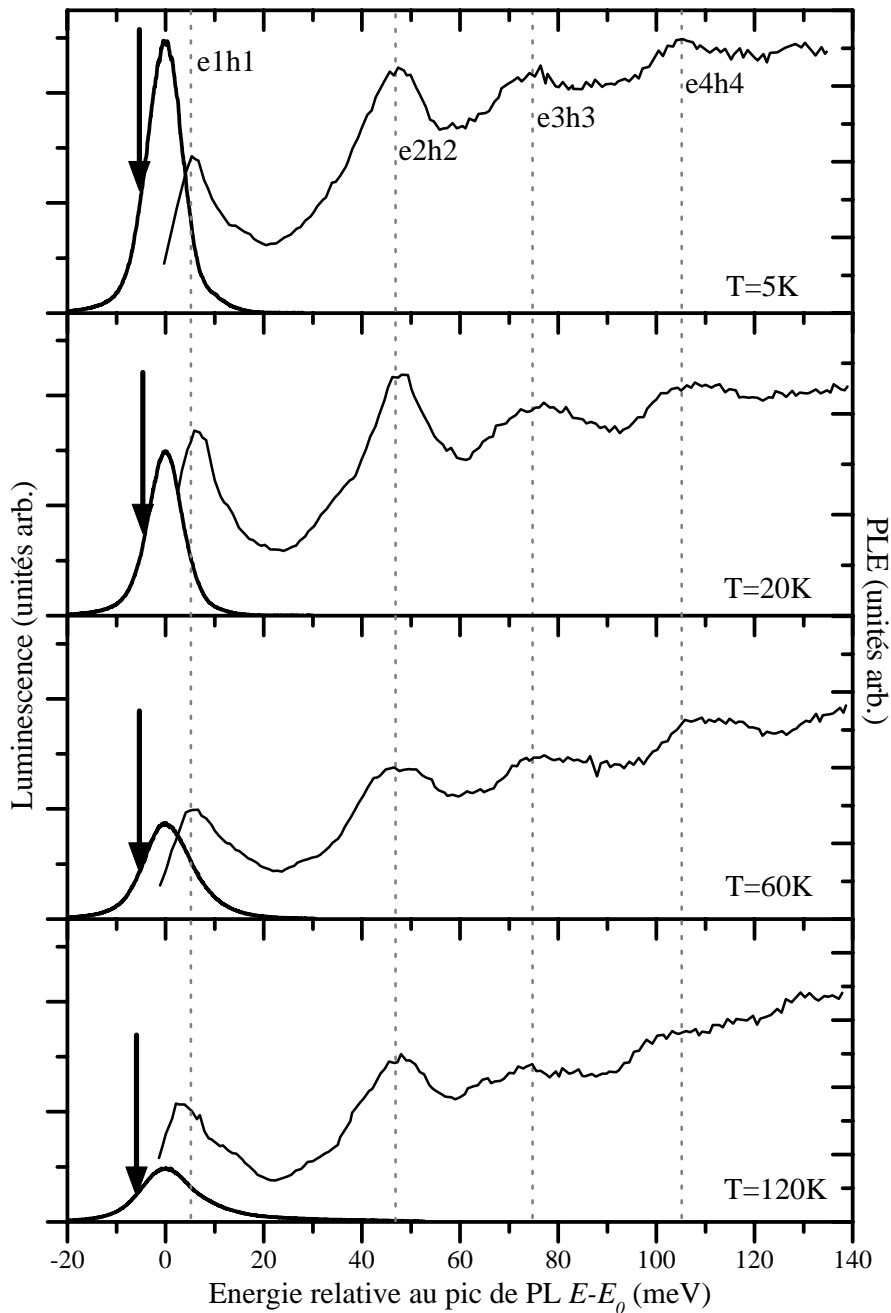 e1h1
e2h2
e3h3
e4h4
T=5K
T=20K
T=60K
T=120K
Luminescence (unités arb.)
PLE (unités arb.)
-20 0 20 40 60 80 100 120 140
Energie relative au pic de PL E-E0 (meV)